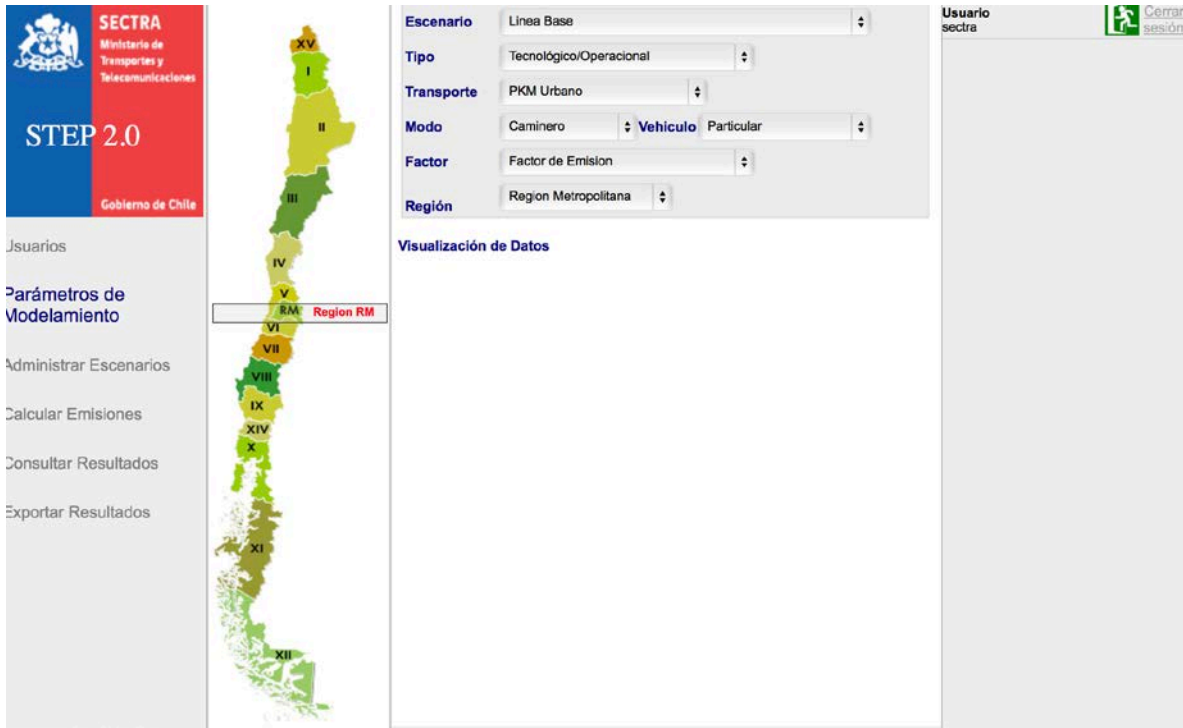 SECTRA
Ministerio de
Transportes y
Telecomunicaciones
STEP 2.0
Gobierno de Chile
Usuarios
Parámetros de
Modelamiento
Administrar Escenarios
Calcular Emisiones
Consultar Resultados
Exportar Resultados
XV
I
II
III
IV
V
RM Region RM
VI
VII
VIII
IX
XIV
X
XI
XII
Escenario Linea Base
Tipo Tecnológico/Operacional
Transporte PKM Urbano
Modo Caminero Vehiculo Particular
Factor Factor de Emision
Región Region Metropolitana
Visualización de Datos
Usuario
sectra
Cerrar
sesión